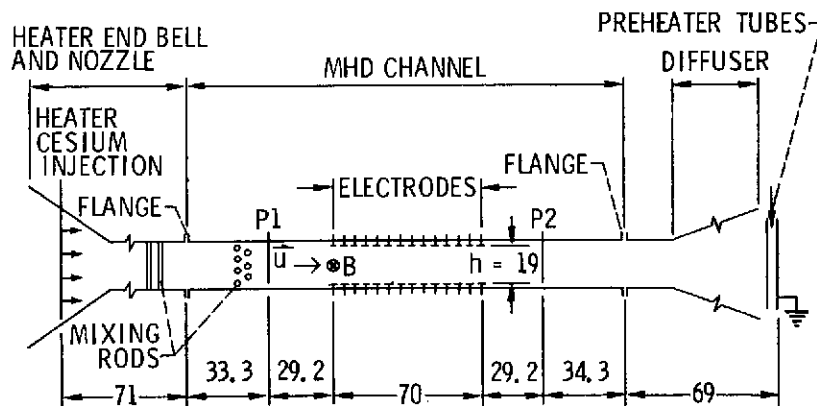 PREHEATER TUBES
HEATER END BELL
AND NOZZLE
MHD CHANNEL
DIFFUSER
HEATER
CESIUM
INJECTION
FLANGE
ELECTRODES
FLANGE
P1
P2
u
B
h = 19
MIXING
RODS
33.3
29.2
70
29.2
34.3
71
69